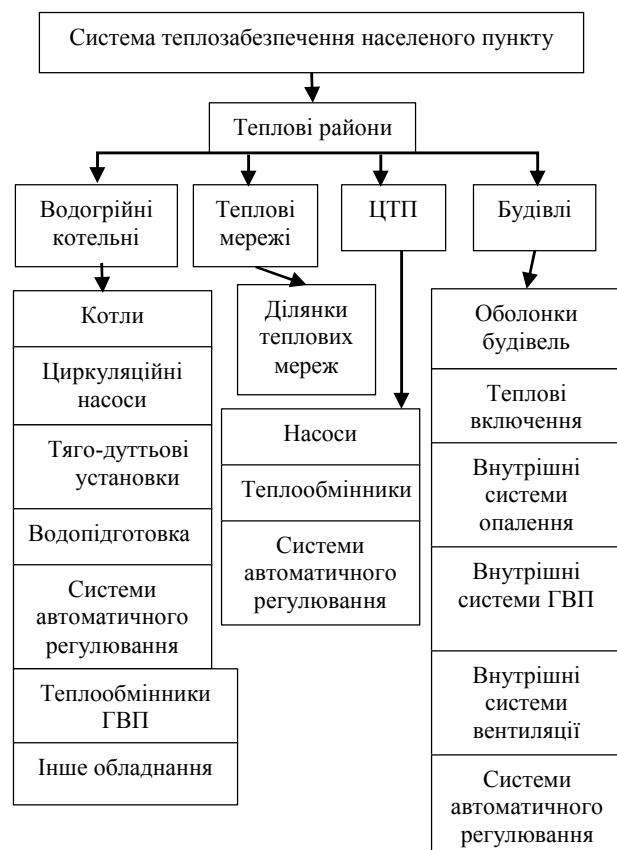 Система теплозабезпечення населеного пункту
Теплові райони
Водогрійні
котельні
Теплові
мережі
ЦТП
Будівлі
Котли
Циркуляційні
насоси
Тяго-дуттьові
установки
Водопідготовка
Системи
автоматичного
регулювання
Теплообмінники
ГВП
Інше обладнання
Ділянки
теплових
мереж
Насоси
Теплообмінники
Системи
автоматичного
регулювання
Оболонки
будівель
Теплові
включення
Внутрішні
системи
опалення
Внутрішні
системи ГВП
Внутрішні
системи
вентиляції
Системи
автоматичного
регулювання